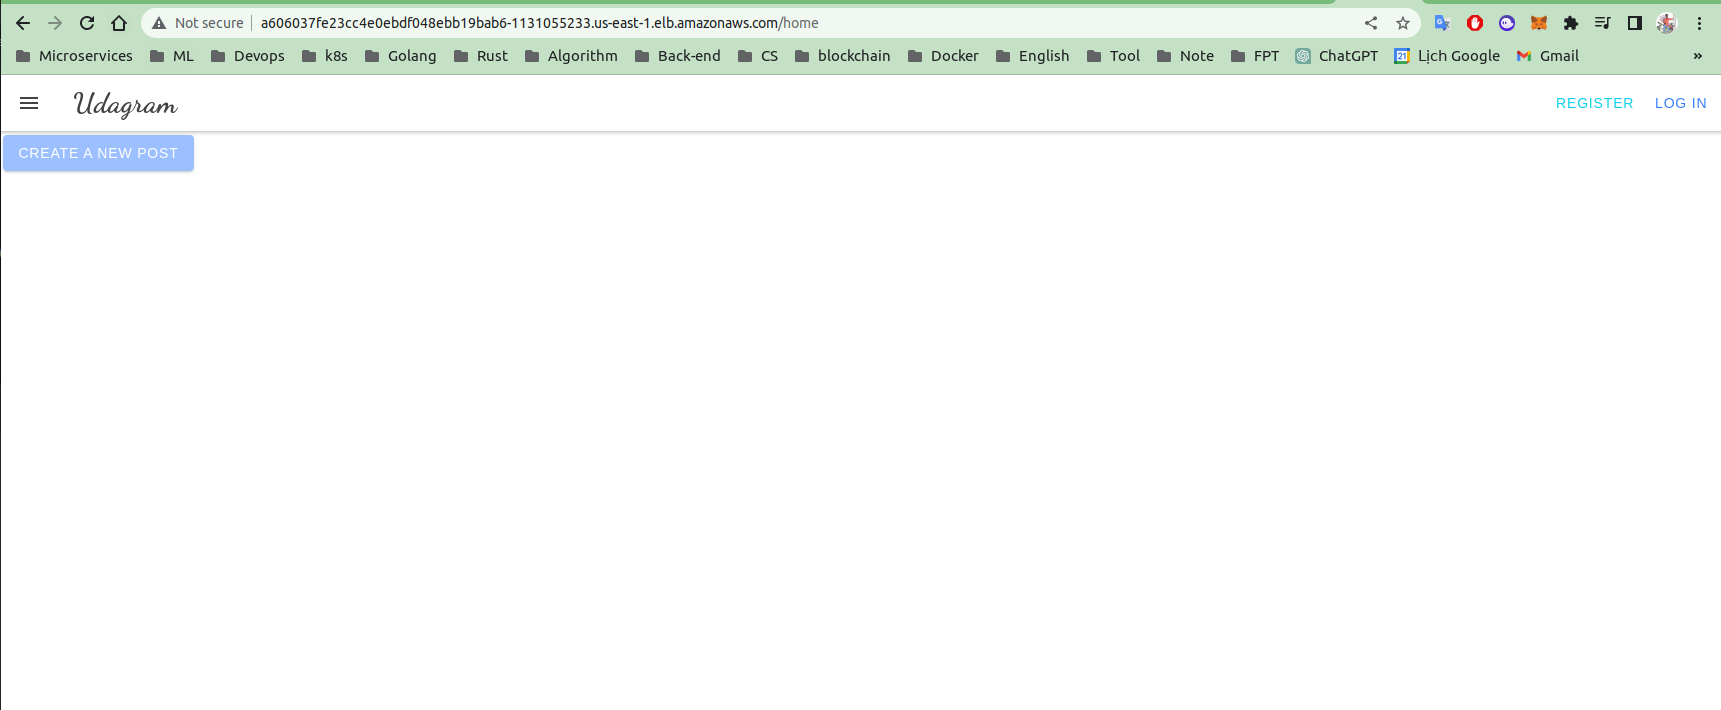 Not secure a606037fe23cc4e0ebdf048ebb19bab6-1131055233.us-east-1.elb.amazonaws.com/home
Microservices ML Devops k8s Golang Rust Algorithm Back-end CS blockchain Docker English Tool Note FPT ChatGPT 21 Lịch Google Gmail »
Udagram REGISTER LOG IN
CREATE A NEW POST